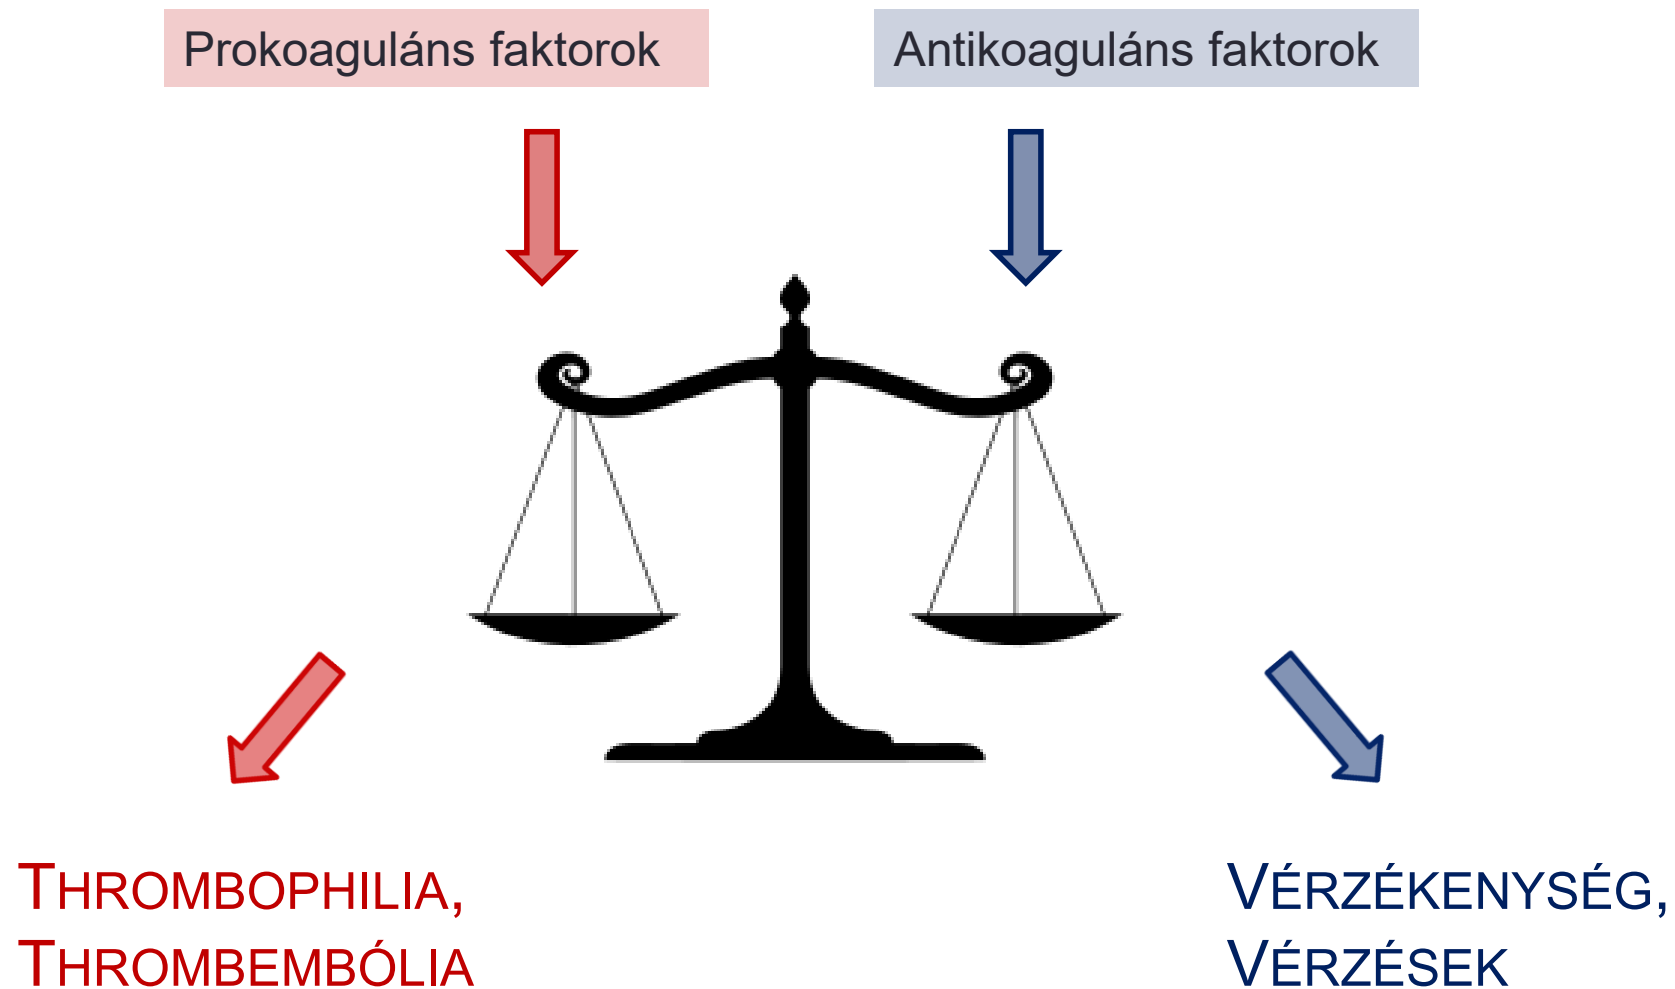 Prokoaguláns faktorok
Antikoaguláns faktorok
THROMBOPHILIA,
THROMBEMBÓLIA
VÉRZÉKENYSÉG,
VÉRZÉSEK